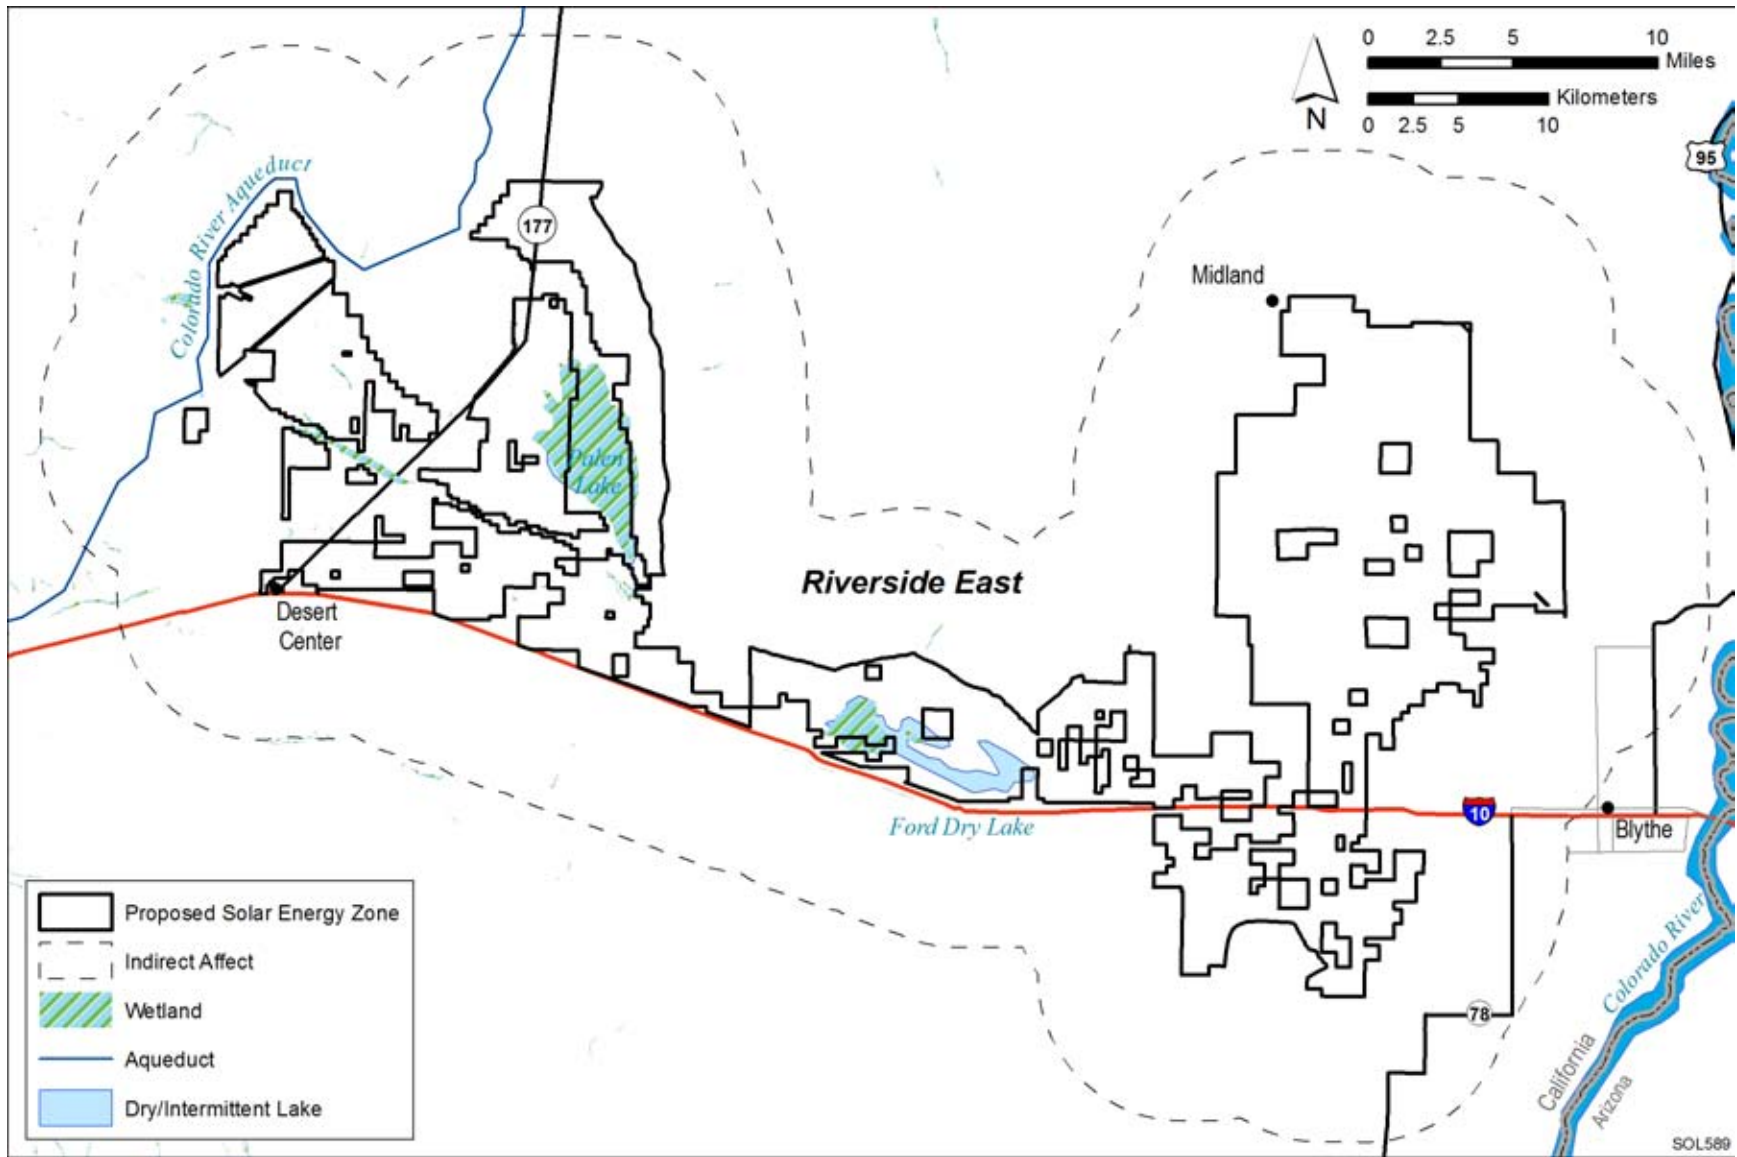 0 2.5 5 10
Miles
Kilometers
0 2.5 5 10
N
95
Colorado River Aqueduct
177
Midland
Palen
Lake
Riverside East
Desert
Center
10
Ford Dry Lake
Blythe
Proposed Solar Energy Zone
Indirect Affect
Wetland
Aqueduct
Dry/Intermittent Lake
78
Colorado River
California
Arizona
SOL589